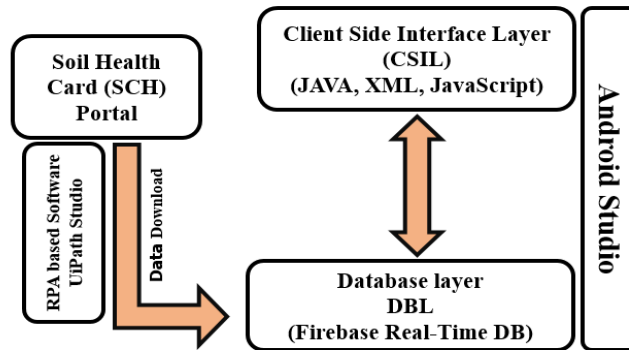 Soil Health
Card (SCH)
Portal
RPA based Software
UiPath Studio
Data Download
Client Side Interface Layer
(CSIL)
(JAVA, XML, JavaScript)
Database layer
DBL
(Firebase Real-Time DB)
Android Studio